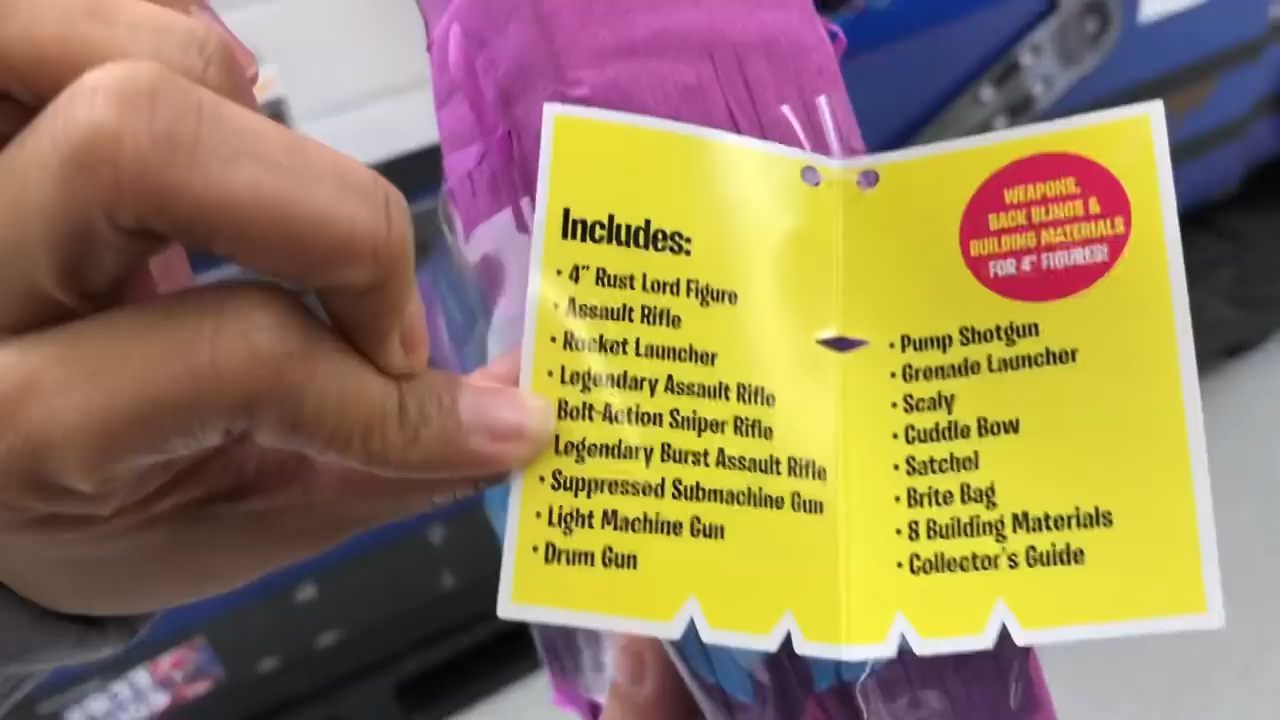 Includes:
• 4" Rust Lord Figure
• Assault Rifle
• Rocket Launcher
• Legendary Assault Rifle
Bolt-Action Sniper Rifle
Legendary Burst Assault Rifle
• Suppressed Submachine Gun
• Light Machine Gun
• Drum Gun
WEAPONS,
BACK BLINGS &
BUILDING MATERIALS
FOR 4" FIGURES!
• Pump Shotgun
• Grenade Launcher
• Scaly
• Cuddle Bow
• Satchel
• Brite Bag
• 8 Building Materials
• Collector's Guide